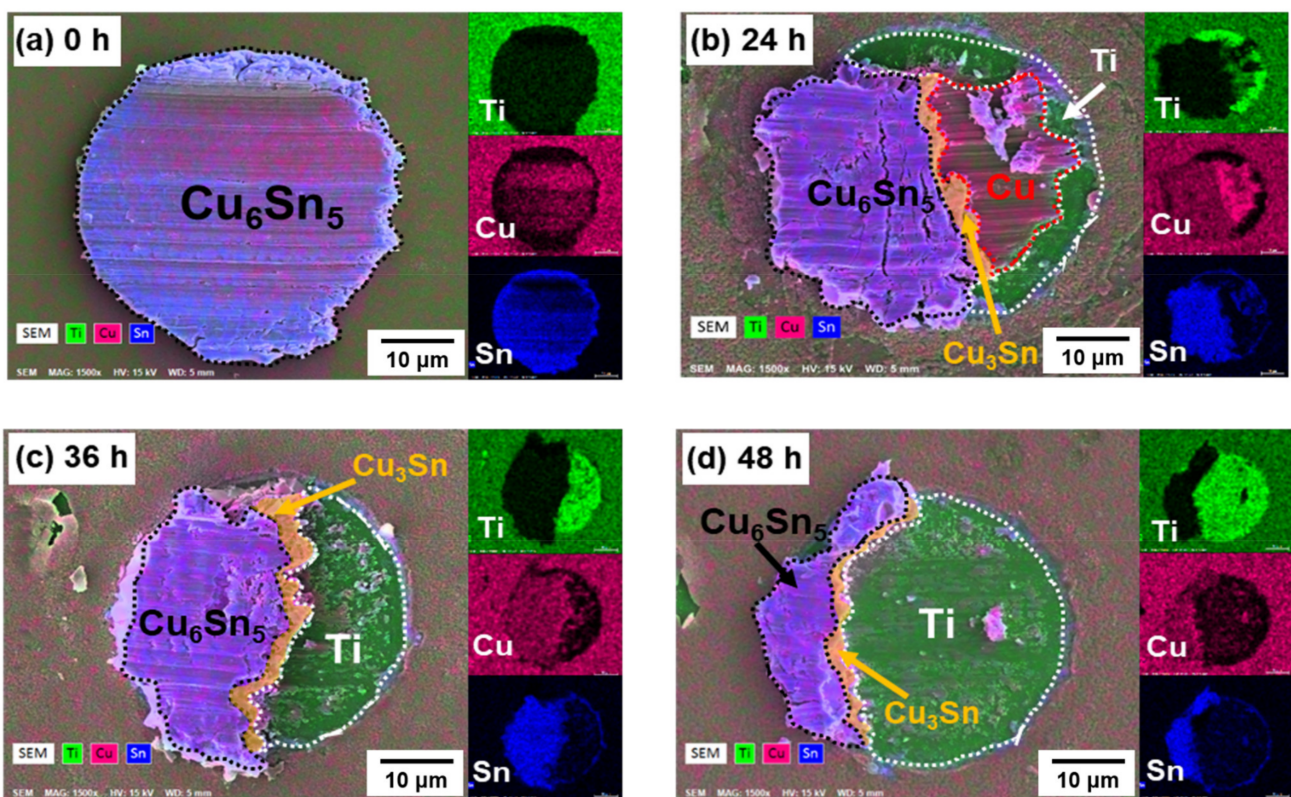 (a) 0 h
Cu₆Sn₅
SEM Ti Cu Sn
10 µm
SEM MAG: 1500x HV: 15 kV WD: 5 mm
Ti
Cu
Sn
(b) 24 h
Ti
Cu₆Sn₅
Cu
Cu₃Sn
SEM Ti Cu Sn
10 µm
SEM MAG: 1500x HV: 15 kV WD: 5 mm
Ti
Cu
Sn
(c) 36 h
Cu₃Sn
Cu₆Sn₅
Ti
SEM Ti Cu Sn
10 µm
SEM MAG: 1500x HV: 15 kV WD: 5 mm
Ti
Cu
Sn
(d) 48 h
Cu₆Sn₅
Ti
Cu₃Sn
SEM Ti Cu Sn
10 µm
SEM MAG: 1500x HV: 15 kV WD: 5 mm
Ti
Cu
Sn